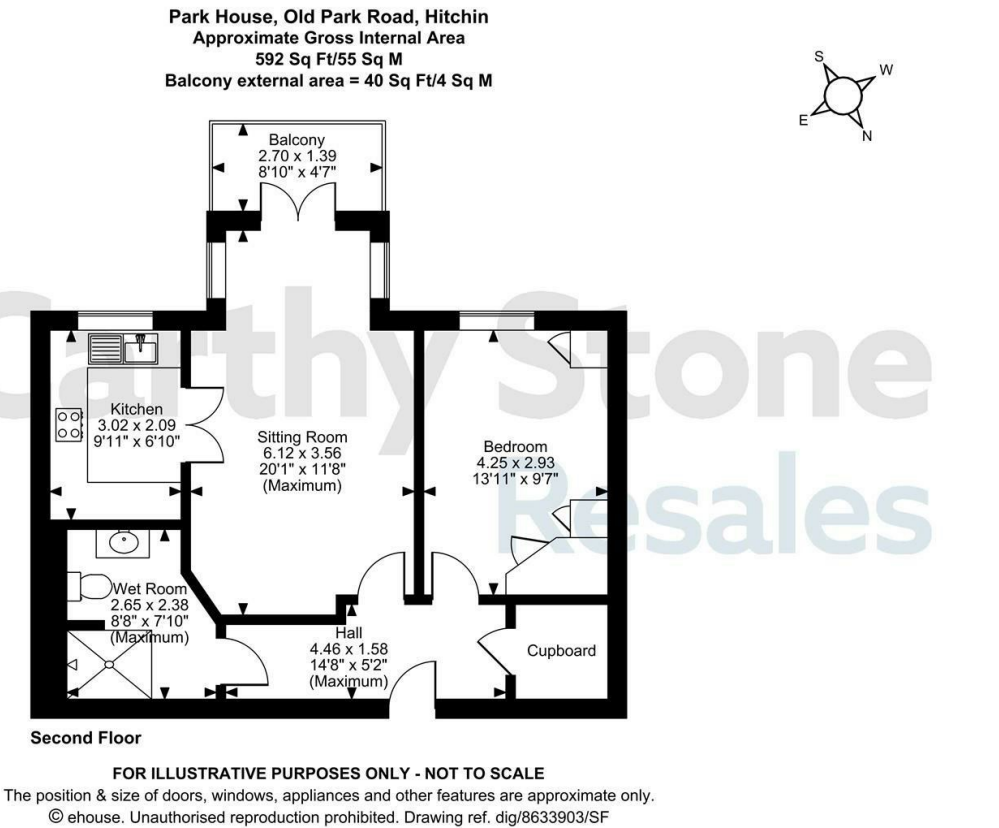 Park House, Old Park Road, Hitchin
Approximate Gross Internal Area
592 Sq Ft/55 Sq M
Balcony external area = 40 Sq Ft/4 Sq M
S
W
E
N
Balcony
2.70 x 1.39
8'10" x 4'7"
Carthy Stone
Resales
Kitchen
3.02 x 2.09
9'11" x 6'10"
Sitting Room
6.12 x 3.56
20'1" x 11'8"
(Maximum)
Bedroom
4.25 x 2.93
13'11" x 9'7"
Wet Room
2.65 x 2.38
8'8" x 7'10"
(Maximum)
Hall
4.46 x 1.58
14'8" x 5'2"
(Maximum)
Cupboard
Second Floor
FOR ILLUSTRATIVE PURPOSES ONLY - NOT TO SCALE
The position & size of doors, windows, appliances and other features are approximate only.
© ehouse. Unauthorised reproduction prohibited. Drawing ref. dig/8633903/SF